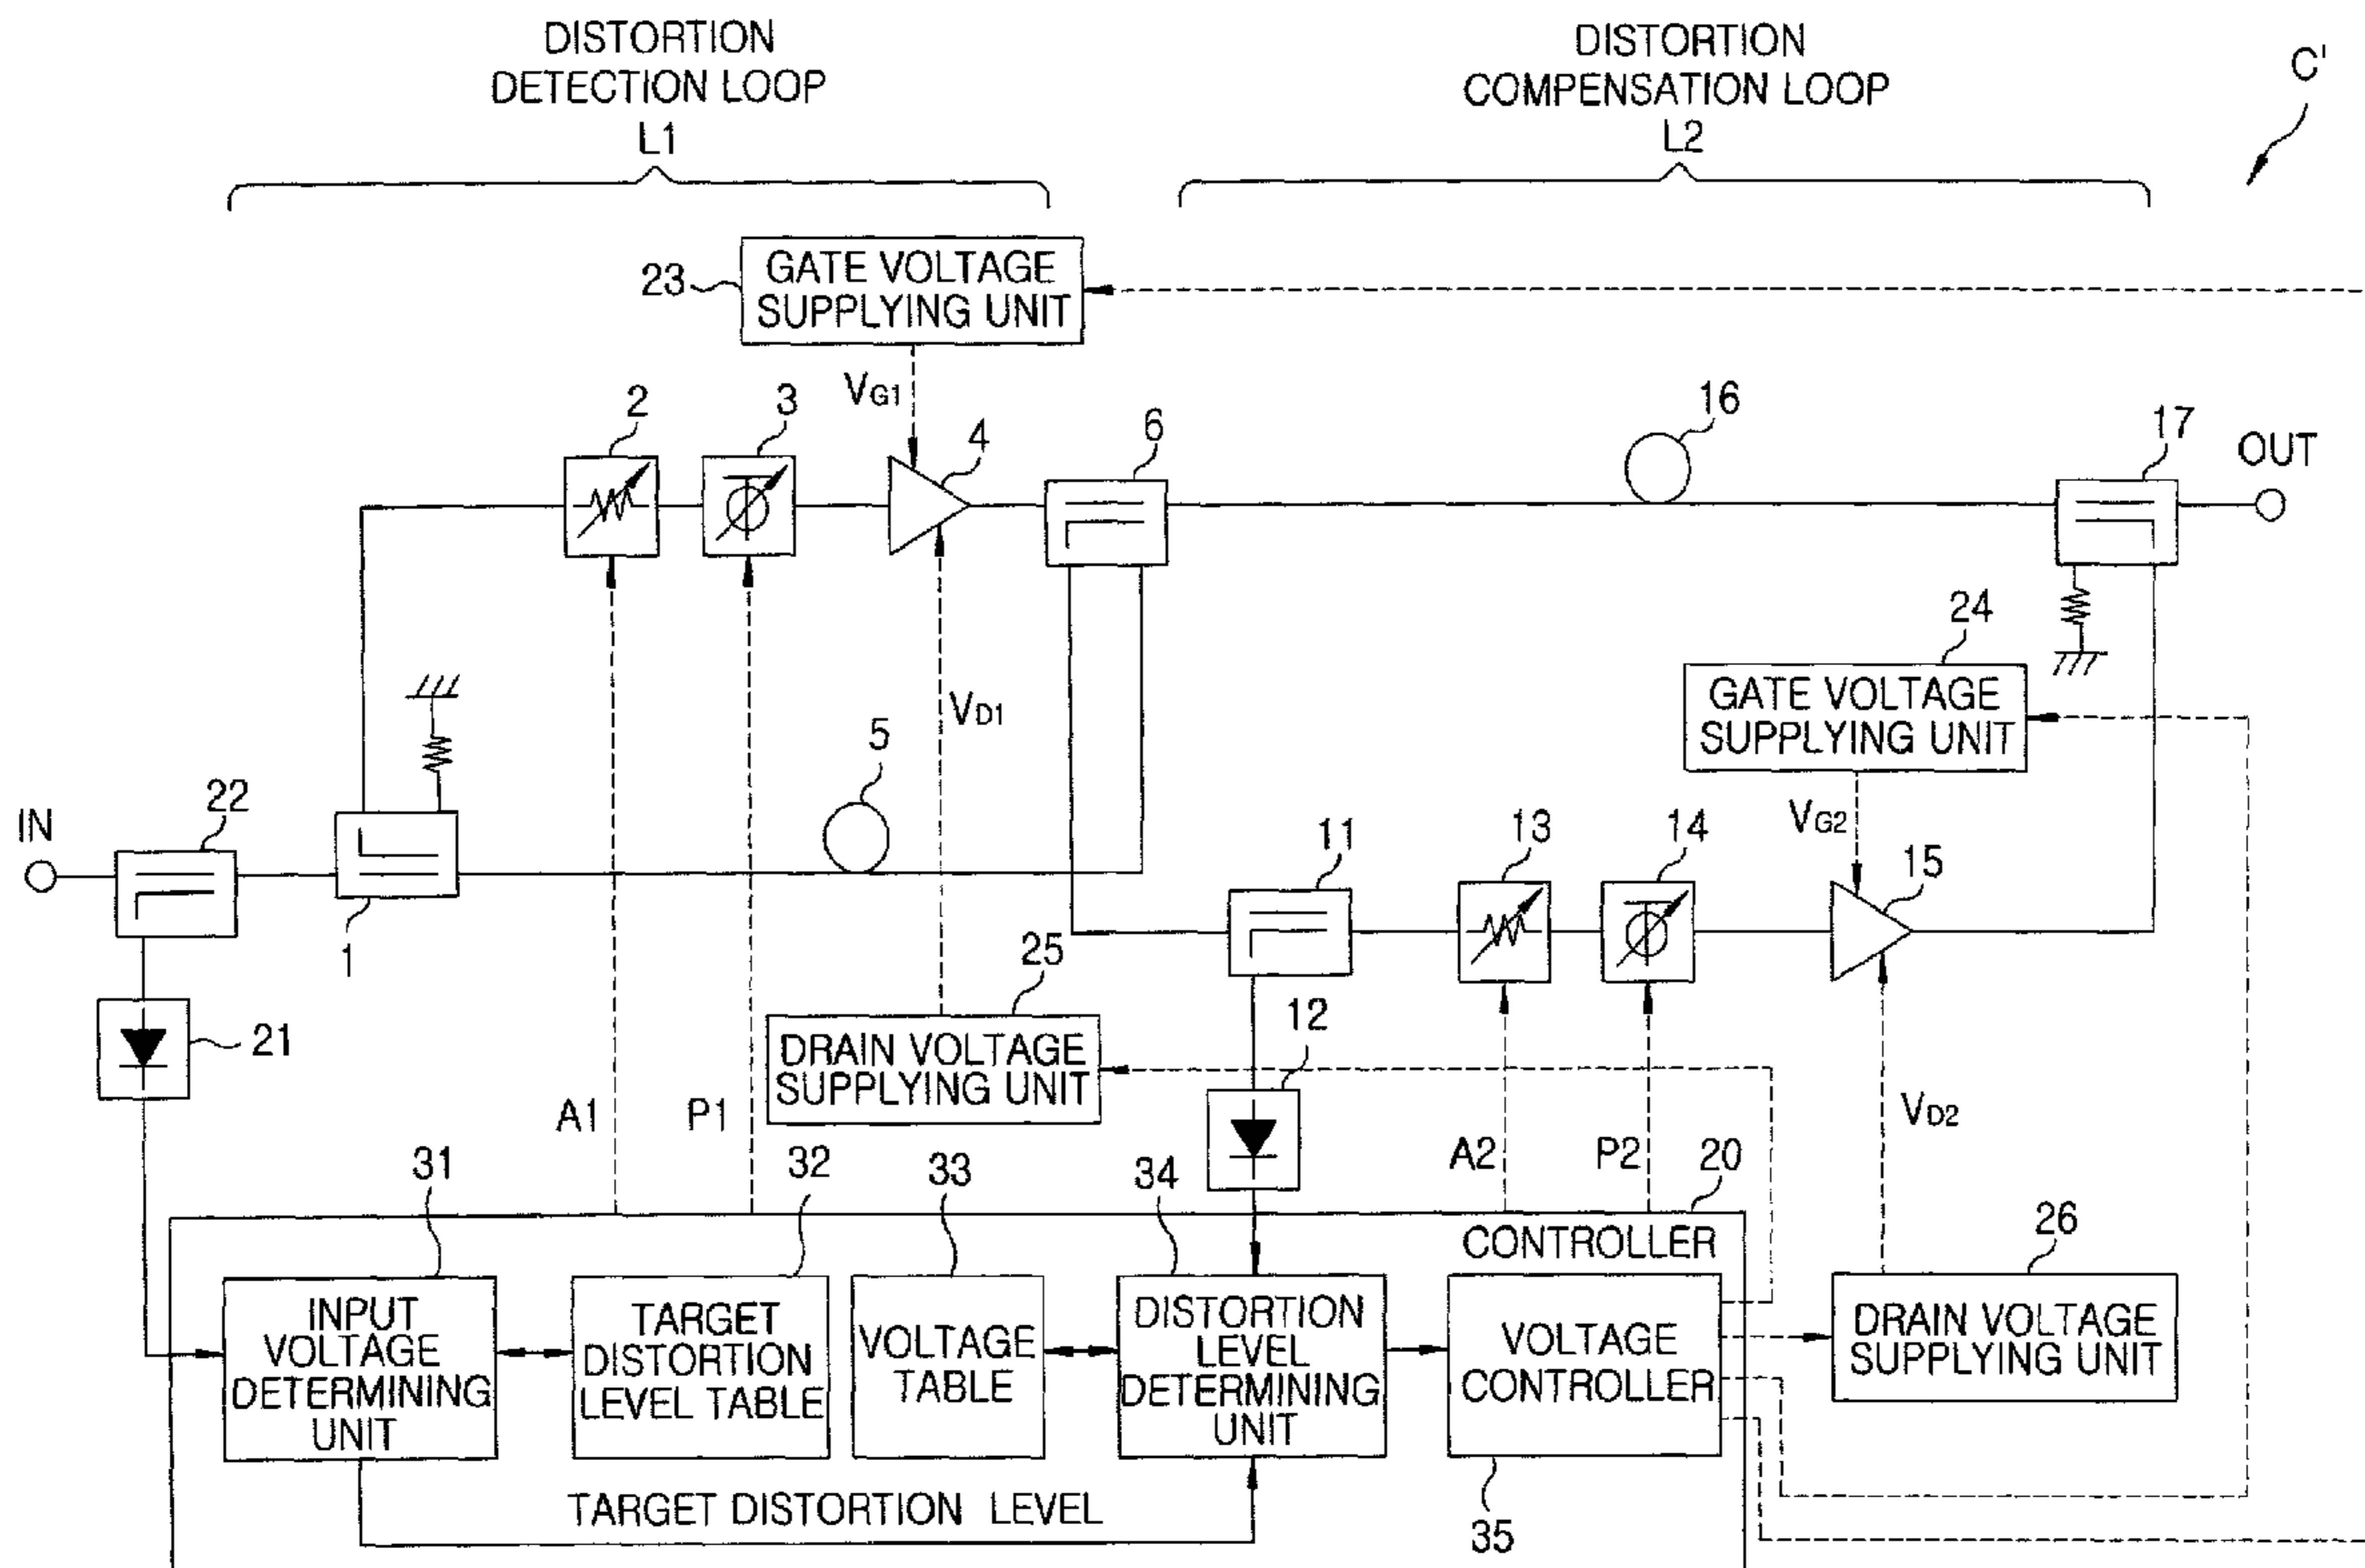 DISTORTION
DETECTION LOOP
L1
DISTORTION
COMPENSATION LOOP
L2
C'
23
GATE VOLTAGE
SUPPLYING UNIT
VG1
2
3
4
6
16
17
OUT
24
GATE VOLTAGE
SUPPLYING UNIT
VD1
5
22
IN
1
11
13
14
VG2
15
25
21
12
DRAIN VOLTAGE
SUPPLYING UNIT
A1
P1
VD2
A2
P2
20
31
32
33
34
26
CONTROLLER
INPUT
VOLTAGE
DETERMINING
UNIT
TARGET
DISTORTION
LEVEL TABLE
VOLTAGE
TABLE
DISTORTION
LEVEL
DETERMINING
UNIT
VOLTAGE
CONTROLLER
DRAIN VOLTAGE
SUPPLYING UNIT
TARGET DISTORTION LEVEL
35